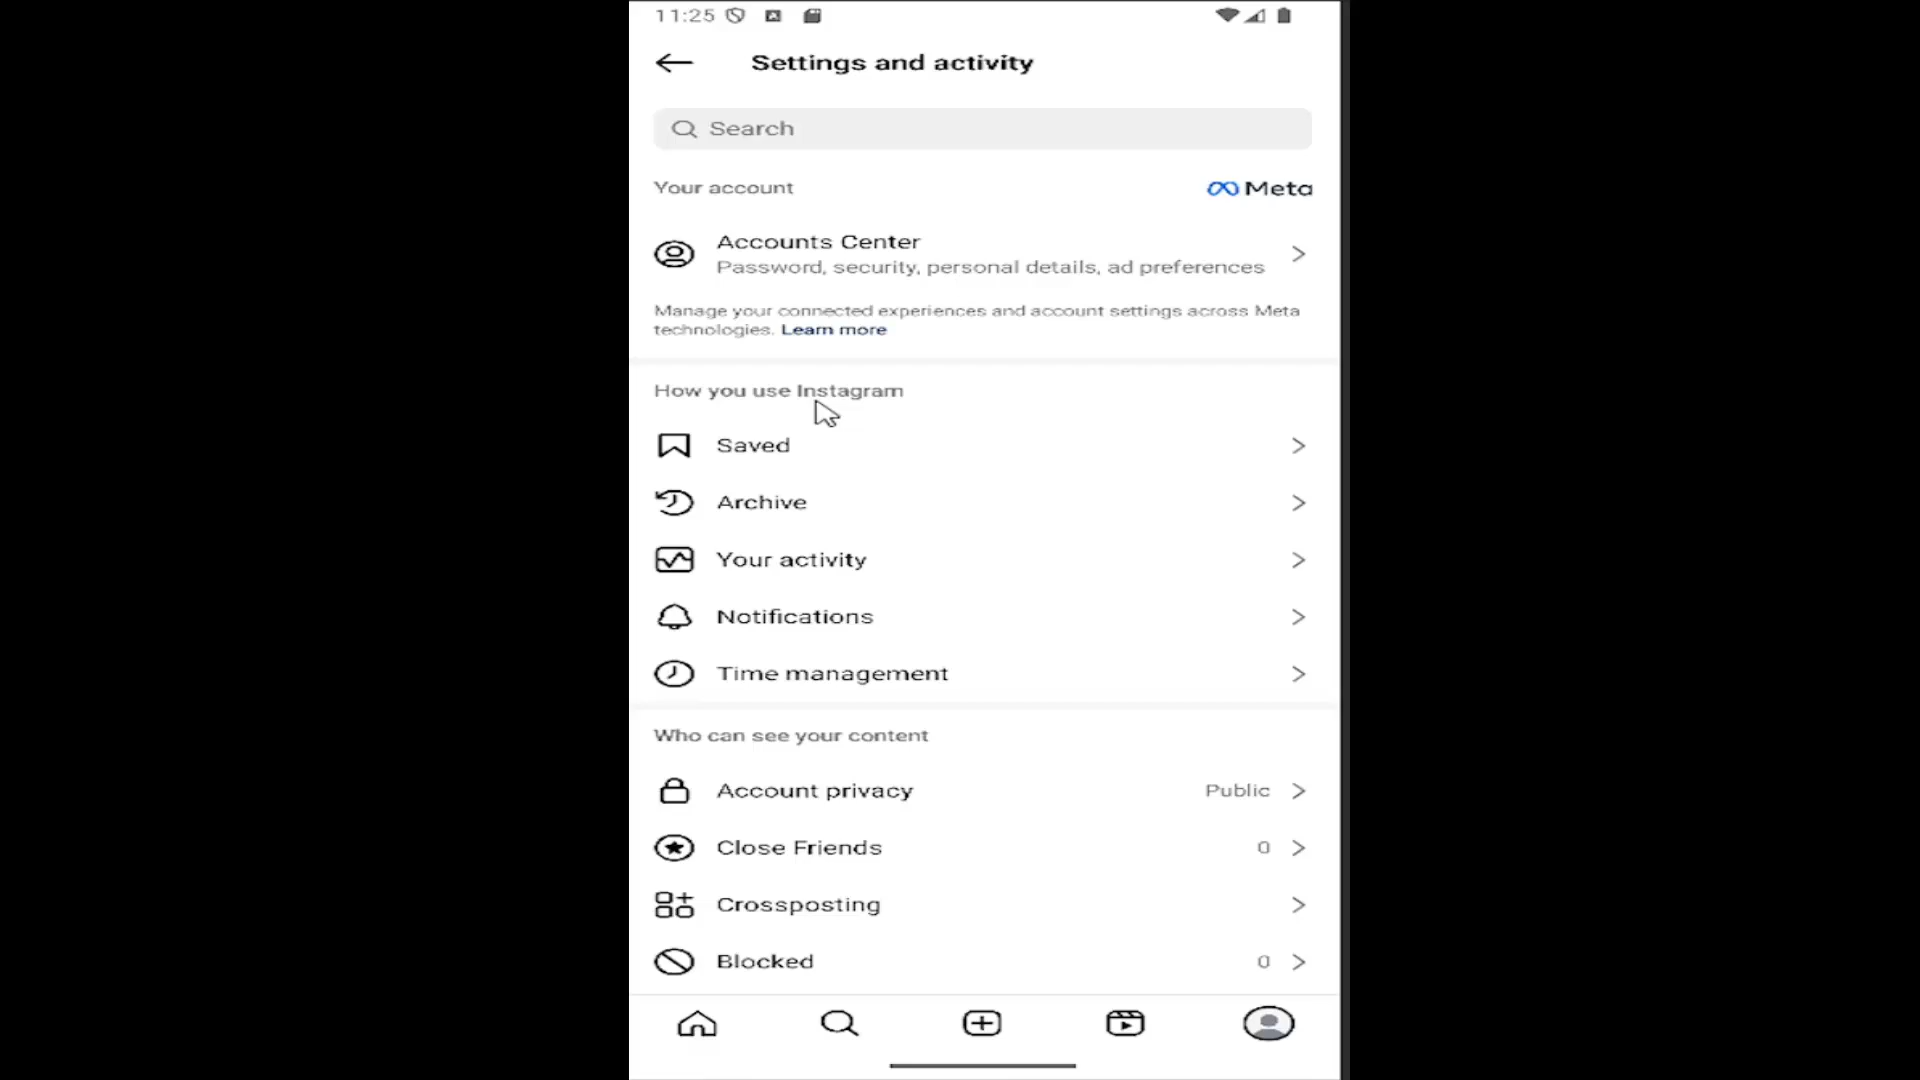 11:25
Settings and activity
Search
Your account
Meta
Accounts Center
Password, security, personal details, ad preferences
Manage your connected experiences and account settings across Meta
technologies. Learn more
How you use Instagram
Saved
Archive
Your activity
Notifications
Time management
Who can see your content
Account privacy Public
Close Friends 0
Crossposting
Blocked 0